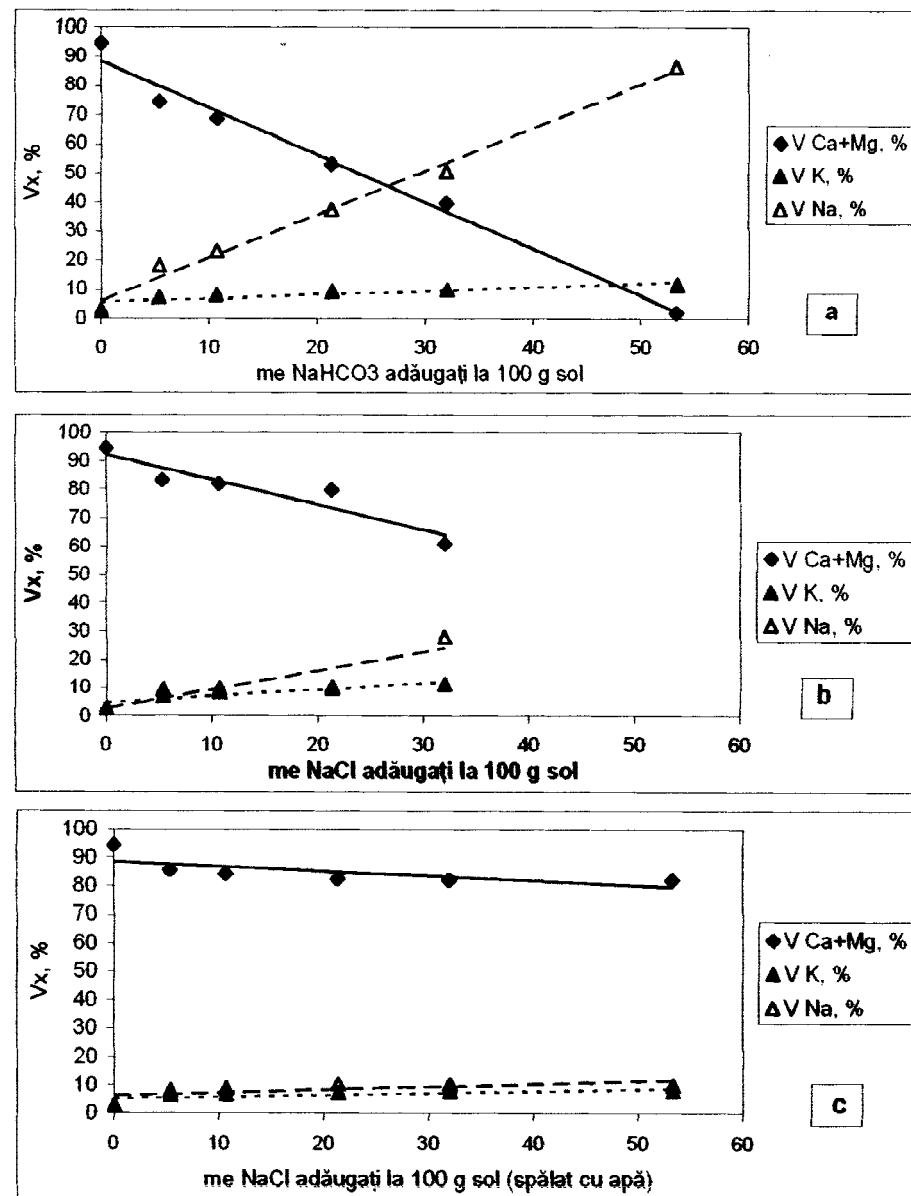 100
90
80
70
60
50
40
30
20
10
0
Vx, %
0 10 20 30 40 50 60
me NaHCO3 adăugați la 100 g sol
V Ca+Mg, %
V K, %
V Na, %
a
100
90
80
70
60
50
40
30
20
10
0
Vx, %
0 10 20 30 40 50 60
me NaCl adăugați la 100 g sol
V Ca+Mg, %
V K, %
V Na, %
b
100
90
80
70
60
50
40
30
20
10
0
Vx, %
0 10 20 30 40 50 60
me NaCl adăugați la 100 g sol (spălat cu apă)
V Ca+Mg, %
V K, %
V Na, %
c